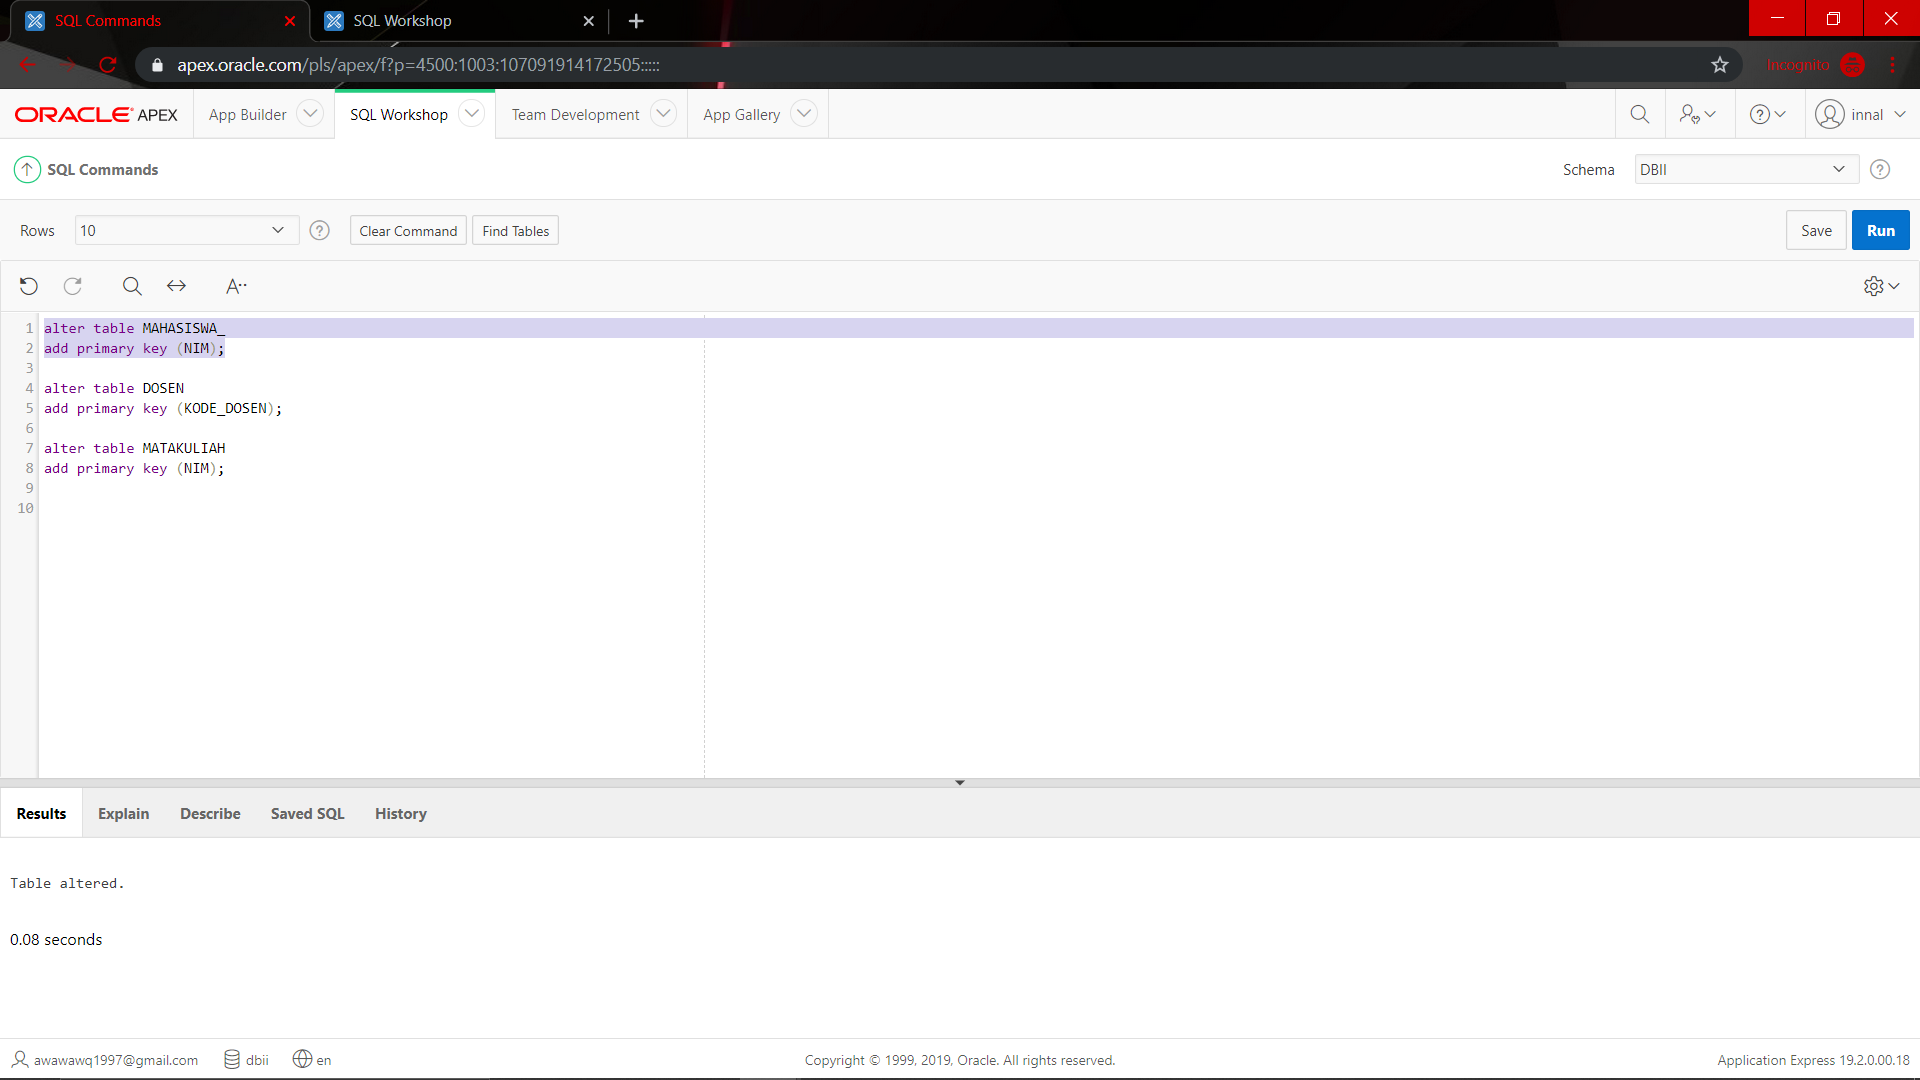 SQL Commands
SQL Workshop
apex.oracle.com/pls/apex/f?p=4500:1003:107091914172505:::::
Incognito
ORACLE APEX
App Builder
SQL Workshop
Team Development
App Gallery
innal
SQL Commands
Schema
DBII
Rows
10
Clear Command
Find Tables
Save
Run
A··
1 alter table MAHASISWA_
2 add primary key (NIM);
3
4 alter table DOSEN
5 add primary key (KODE_DOSEN);
6
7 alter table MATAKULIAH
8 add primary key (NIM);
9
10
Results
Explain
Describe
Saved SQL
History
Table altered.
0.08 seconds
awawawq1997@gmail.com
dbii
en
Copyright © 1999, 2019, Oracle. All rights reserved.
Application Express 19.2.0.00.18